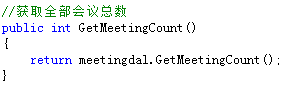 //获取全部会议总数
public int GetMeetingCount()
{
    return meetingdal.GetMeetingCount();
}